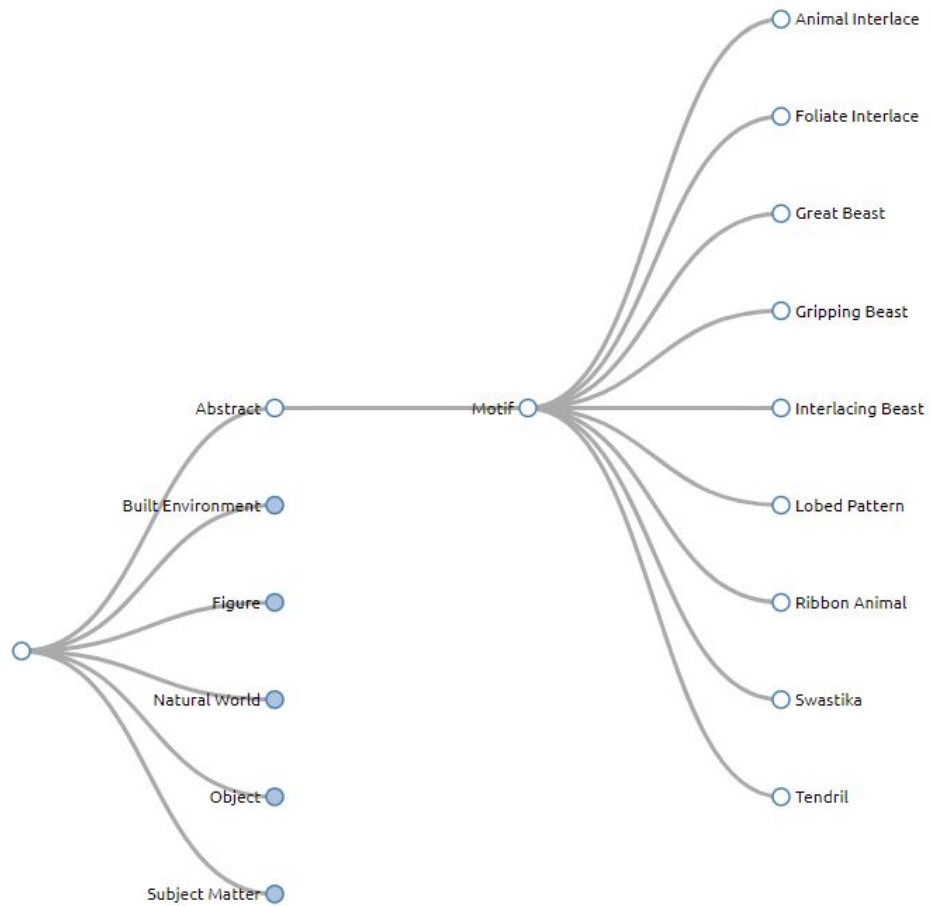 Animal Interlace
Foliate Interlace
Great Beast
Gripping Beast
Abstract
Motif
Interlacing Beast
Built Environment
Lobed Pattern
Figure
Ribbon Animal
Natural World
Swastika
Object
Tendril
Subject Matter